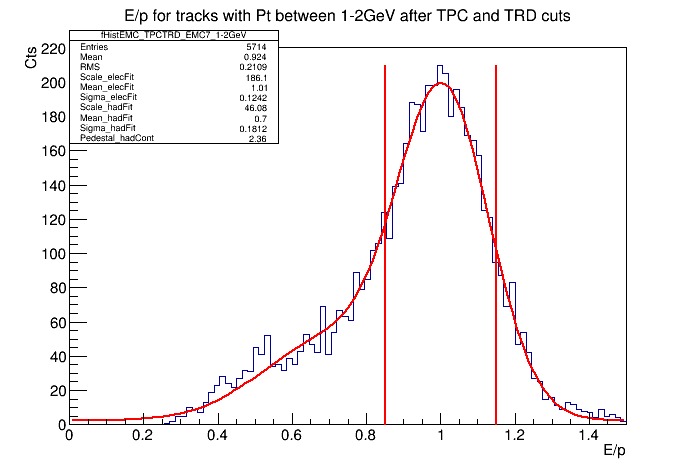 E/p for tracks with Pt between 1-2GeV after TPC and TRD cuts
fHistEMC_TPCTRD_EMC7_1-2GeV
Entries 5714
Mean 0.924
RMS 0.2109
Scale_elecFit 186.1
Mean_elecFit 1.01
Sigma_elecFit 0.1242
Scale_hadFit 46.08
Mean_hadFit 0.7
Sigma_hadFit 0.1812
Pedestal_hadCont 2.36
Cts
220
200
180
160
140
120
100
80
60
40
20
0
0 0.2 0.4 0.6 0.8 1 1.2 1.4
E/p